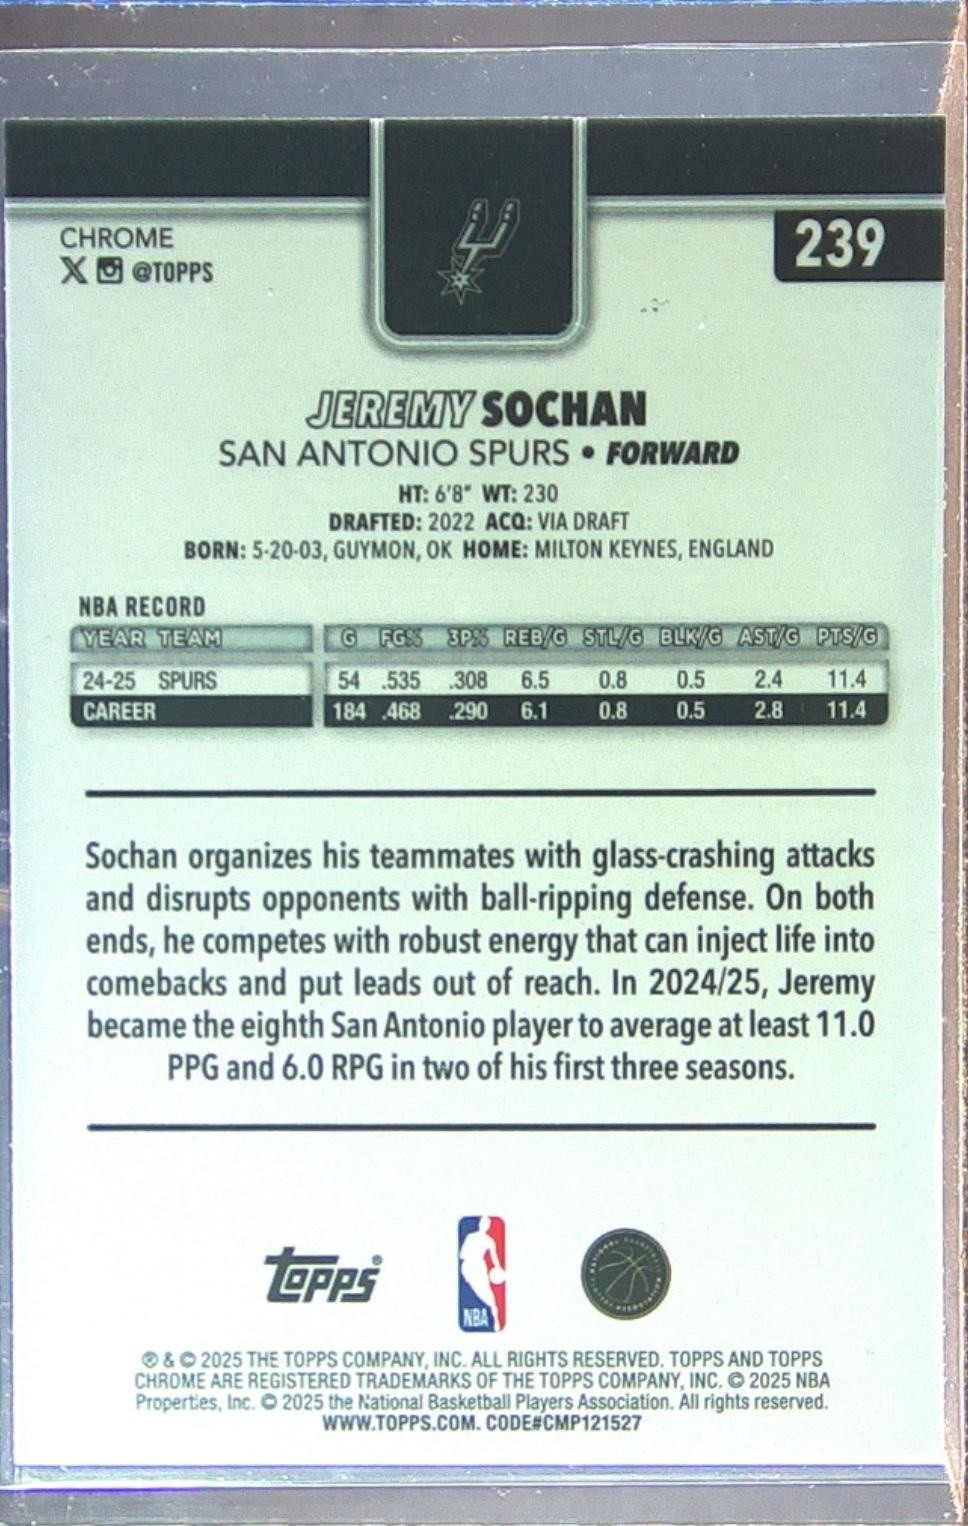 CHROME
239
X @TOPPS
JEREMY SOCHAN
SAN ANTONIO SPURS • FORWARD
HT: 6'8" WT: 230
DRAFTED: 2022 ACQ: VIA DRAFT
BORN: 5-20-03, GUYMON, OK HOME: MILTON KEYNES, ENGLAND
NBA RECORD
YEAR TEAM G FG% 3P% REB/G STL/G BLK/G AST/G PTS/G
24-25 SPURS 54 .535 .308 6.5 0.8 0.5 2.4 11.4
CAREER 184 .468 .290 6.1 0.8 0.5 2.8 11.4
Sochan organizes his teammates with glass-crashing attacks
and disrupts opponents with ball-ripping defense. On both
ends, he competes with robust energy that can inject life into
comebacks and put leads out of reach. In 2024/25, Jeremy
became the eighth San Antonio player to average at least 11.0
PPG and 6.0 RPG in two of his first three seasons.
Topps®
NBA
® & © 2025 THE TOPPS COMPANY, INC. ALL RIGHTS RESERVED. TOPPS AND TOPPS
CHROME ARE REGISTERED TRADEMARKS OF THE TOPPS COMPANY, INC. © 2025 NBA
Properties, Inc. © 2025 the National Basketball Players Association. All rights reserved.
WWW.TOPPS.COM. CODE#CMP121527